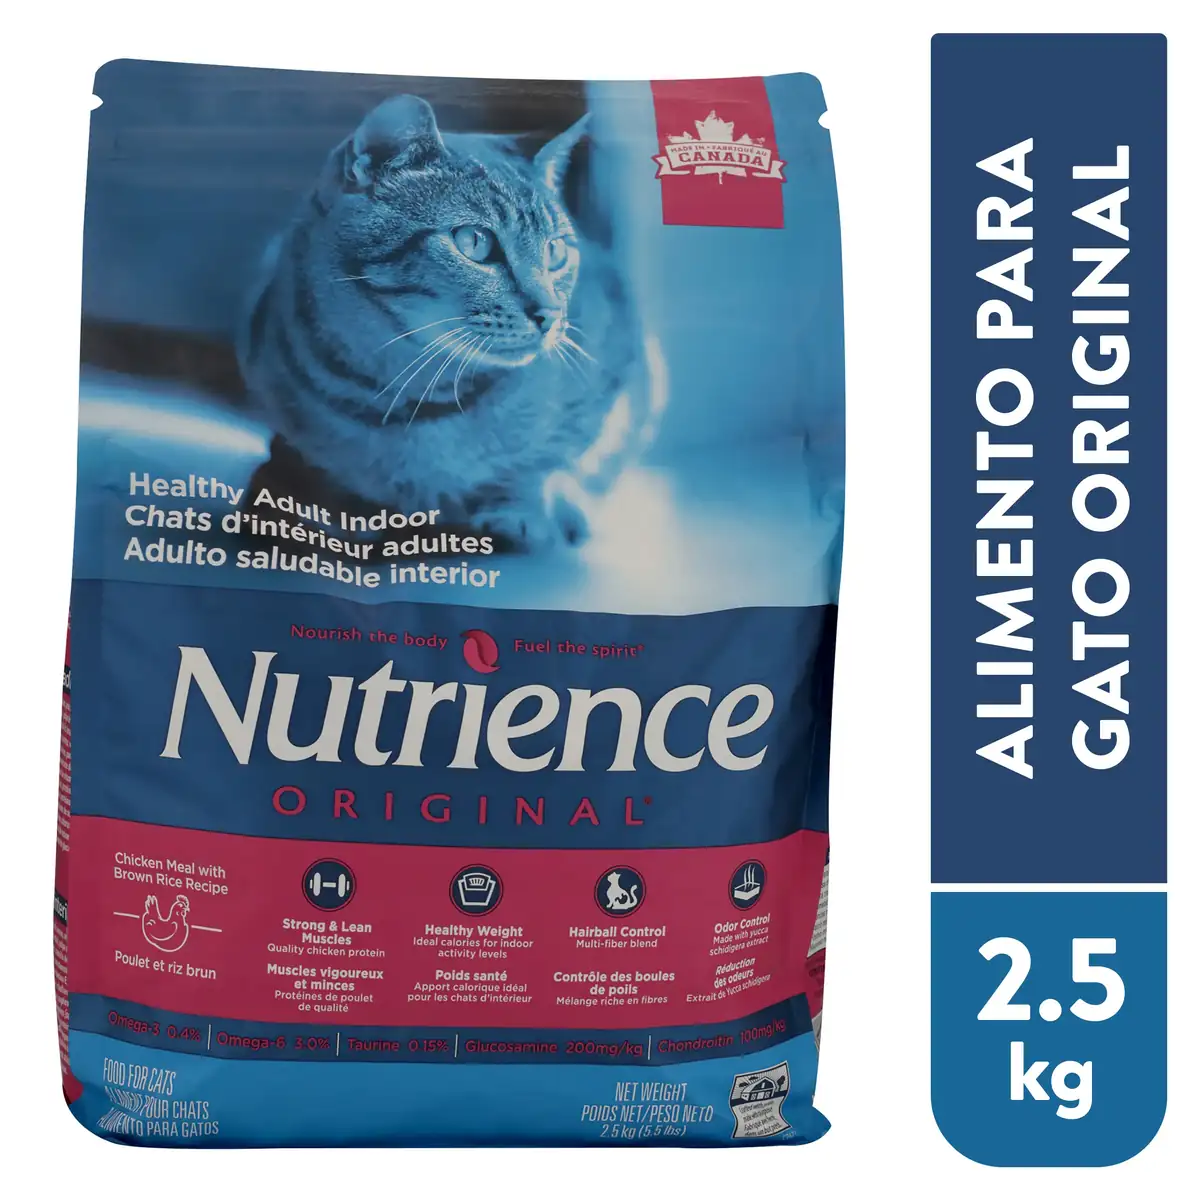 MADE IN • FABRIQUÉ AU
CANADA
Healthy Adult Indoor
Chats d'intérieur adultes
Adulto saludable interior
Nourish the body Fuel the spirit
Nutrience
ORIGINAL
Chicken Meal with
Brown Rice Recipe
Poulet et riz brun
Strong & Lean
Muscles
Quality chicken protein
Muscles vigoureux
et minces
Protéines de poulet
de qualité
Healthy Weight
Ideal calories for indoor
activity levels
Poids santé
Apport calorique idéal
pour les chats d'intérieur
Hairball Control
Multi-fiber blend
Contrôle des boules
de poils
Mélange riche en fibres
Odor Control
Made with yucca
schidigera extract
Réduction
des odeurs
Extrait de Yucca schidigera
Omega-3 0.4% | Omega-6 3.0% | Taurine 0.15% | Glucosamine 200mg/kg | Chondroitin 100mg/kg
FOOD FOR CATS
ALIMENT POUR CHATS
ALIMENTO PARA GATOS
NET WEIGHT
POIDS NET/PESO NETO
2.5 kg (5.5 lbs)
ALIMENTO PARA
GATO ORIGINAL
2.5
kg